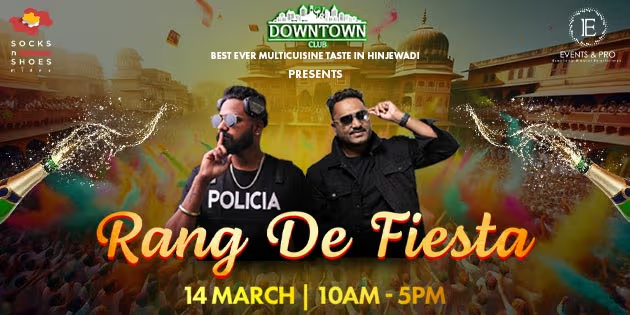 SOCKS
n
SHOES
DOWNTOWN
CLUB
BEST EVER MULTICUISINE TASTE IN HINJEWADI
PRESENTS
E
EVENTS & PRO
POLICIA
Rang De Fiesta
14 MARCH | 10AM - 5PM